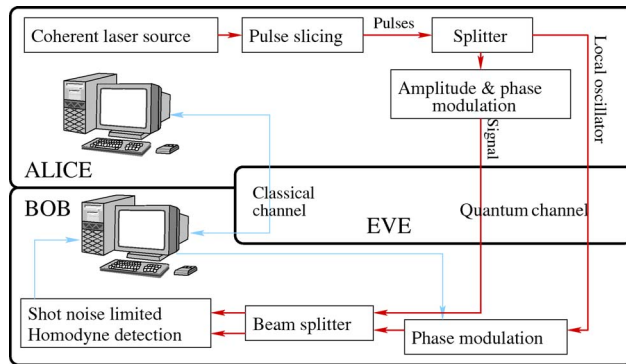 Coherent laser source
Pulse slicing
Pulses
Splitter
Amplitude & phase
modulation
Signal
Local oscillator
ALICE
BOB
Classical
channel
EVE
Quantum channel
Shot noise limited
Homodyne detection
Beam splitter
Phase modulation